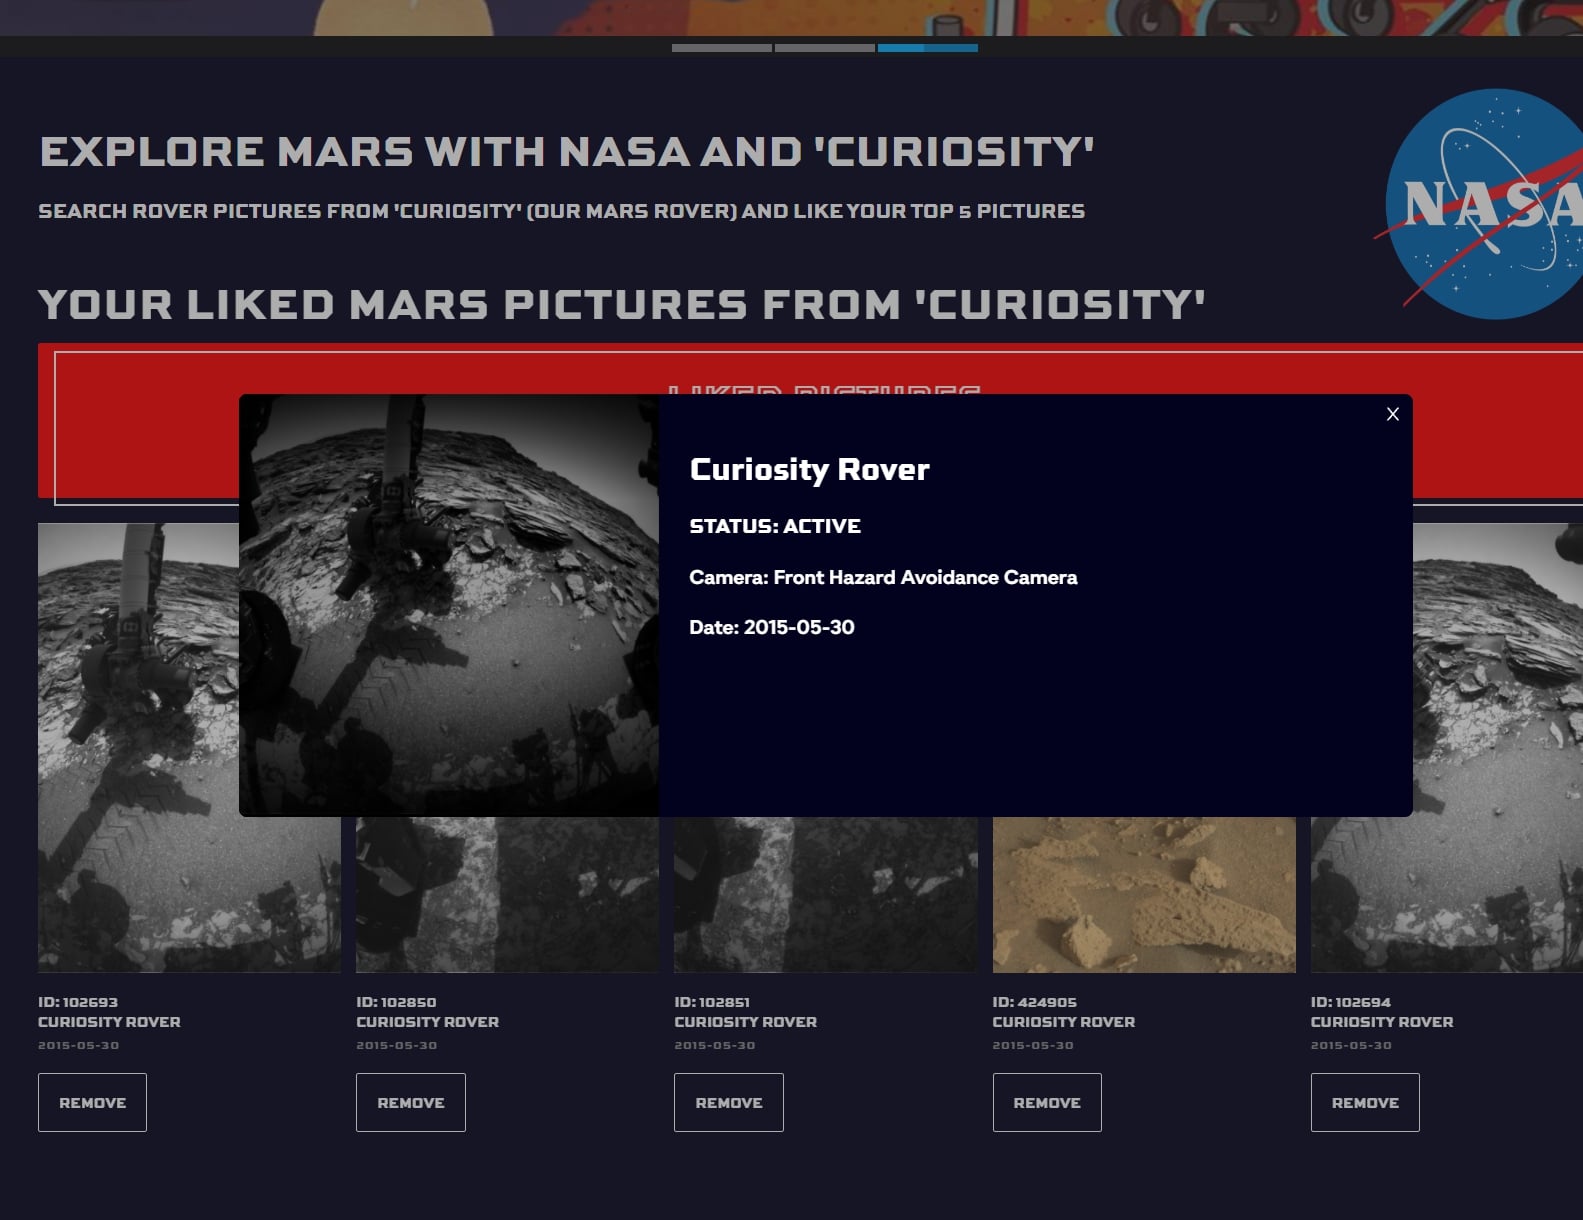 EXPLORE MARS WITH NASA AND 'CURIOSITY'
SEARCH ROVER PICTURES FROM 'CURIOSITY' (OUR MARS ROVER) AND LIKE YOUR TOP 5 PICTURES
NASA
YOUR LIKED MARS PICTURES FROM 'CURIOSITY'
LIKED PICTURES
X
Curiosity Rover
STATUS: ACTIVE
Camera: Front Hazard Avoidance Camera
Date: 2015-05-30
ID: 102693
CURIOSITY ROVER
2015-05-30
REMOVE
ID: 102850
CURIOSITY ROVER
2015-05-30
REMOVE
ID: 102851
CURIOSITY ROVER
2015-05-30
REMOVE
ID: 424905
CURIOSITY ROVER
2015-05-30
REMOVE
ID: 102694
CURIOSITY ROVER
2015-05-30
REMOVE